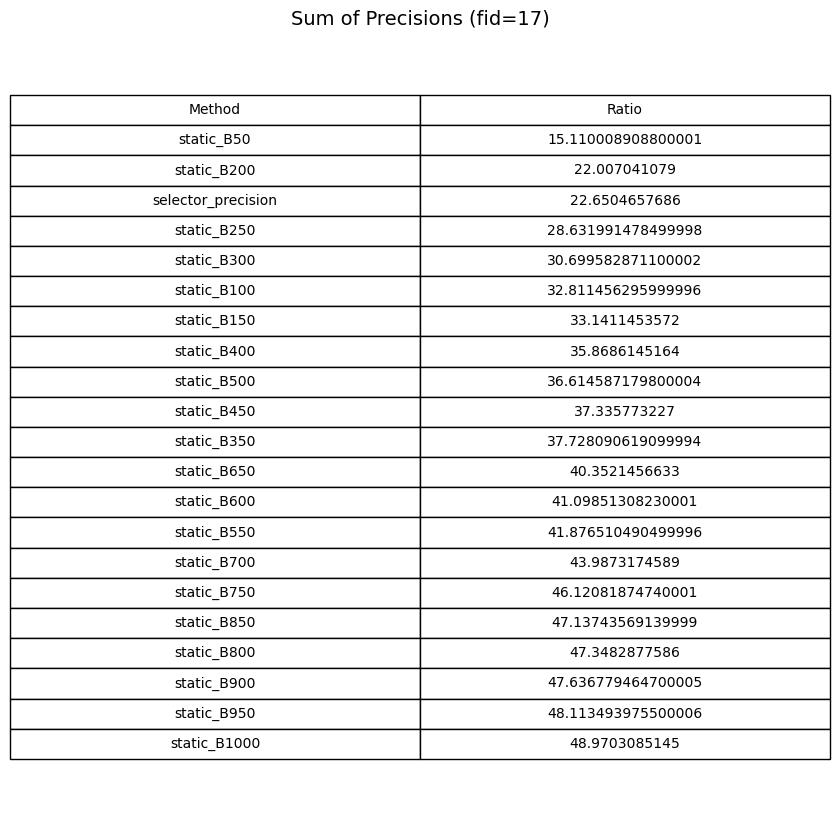 Sum of Precisions (fid=17)
Method Ratio
static_B50 15.110008908800001
static_B200 22.007041079
selector_precision 22.6504657686
static_B250 28.631991478499998
static_B300 30.699582871100002
static_B100 32.811456295999996
static_B150 33.1411453572
static_B400 35.8686145164
static_B500 36.614587179800004
static_B450 37.335773227
static_B350 37.728090619099994
static_B650 40.3521456633
static_B600 41.09851308230001
static_B550 41.876510490499996
static_B700 43.9873174589
static_B750 46.12081874740001
static_B850 47.13743569139999
static_B800 47.3482877586
static_B900 47.636779464700005
static_B950 48.113493975500006
static_B1000 48.9703085145